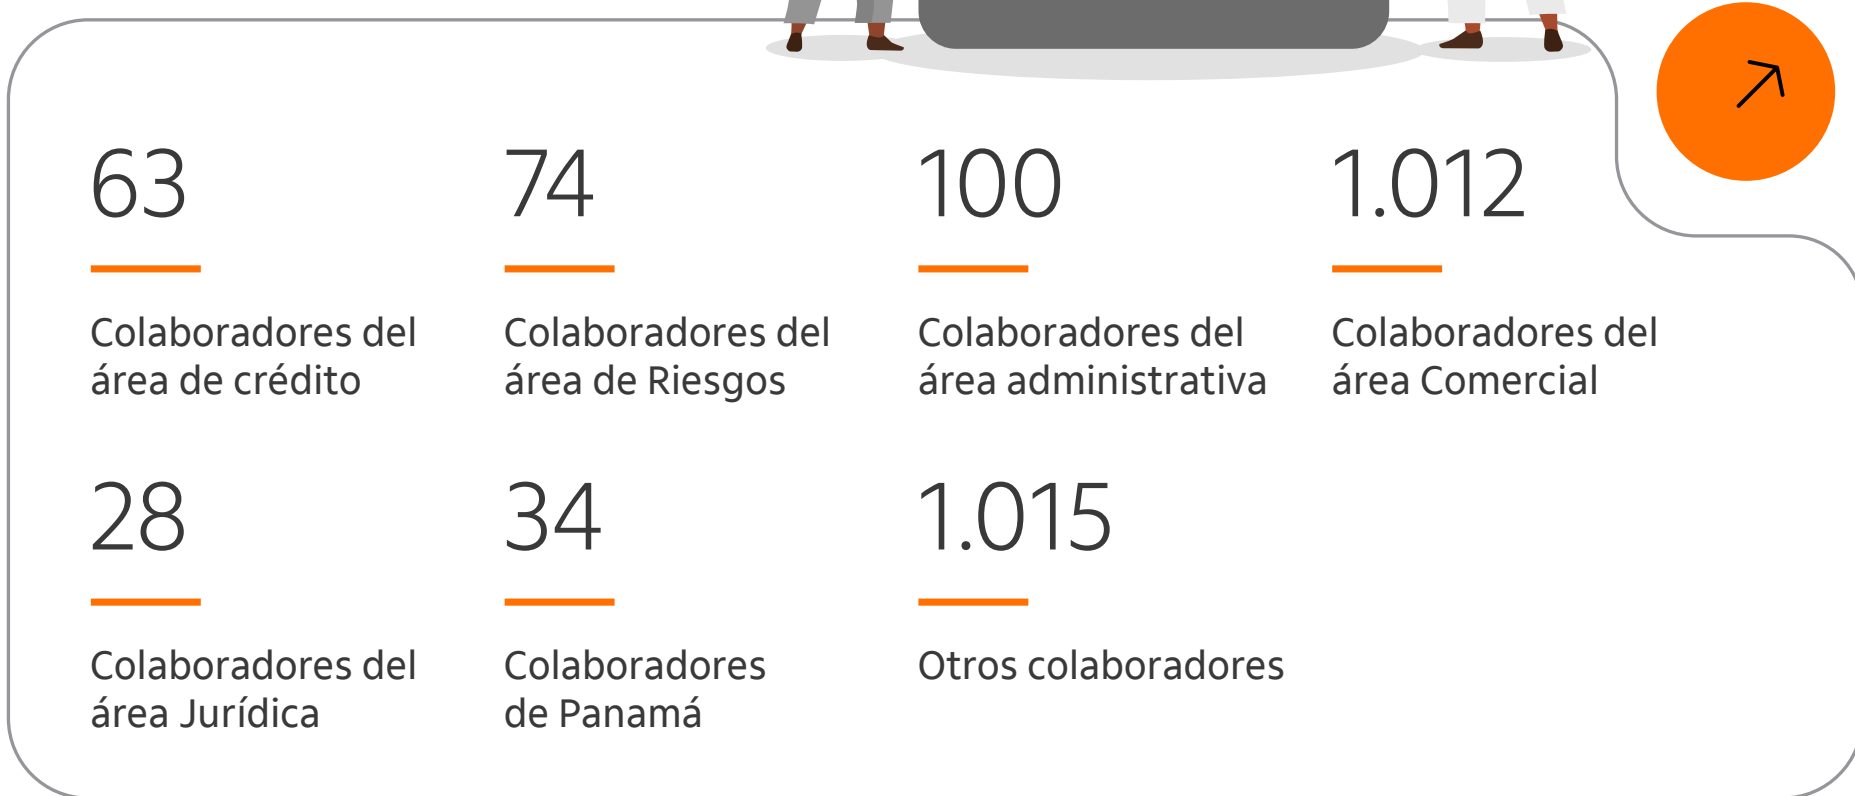 63
Colaboradores del
área de crédito
74
Colaboradores del
área de Riesgos
100
Colaboradores del
área administrativa
1.012
Colaboradores del
área Comercial
28
Colaboradores del
área Jurídica
34
Colaboradores
de Panamá
1.015
Otros colaboradores